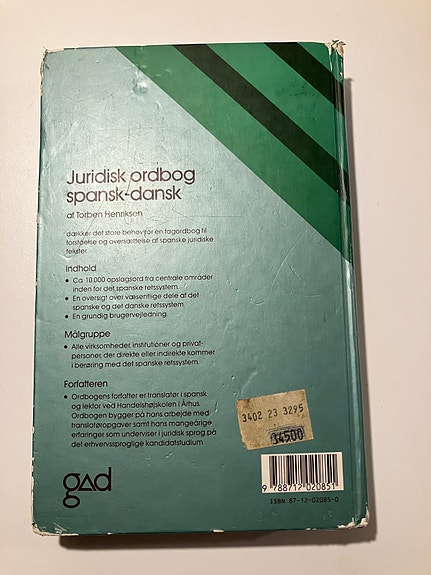 Juridisk ordbog
spansk-dansk
af Torben Henriksen
dækker det store behov for en fagordbog til
forståelse og oversættelse af spanske juridiske
tekster.
Indhold
• Ca. 10.000 opslagsord fra centrale områder
inden for det spanske retssystem.
• En oversigt over væsentlige dele af det
spanske og det danske retssystem.
• En grundig brugervejledning.
Målgruppe
• Alle virksomheder, institutioner og privat-
personer, der direkte eller indirekte kommer
i berøring med det spanske retssystem.
Forfatteren
• Ordbogens forfatter er translatør i spansk
og lektor ved Handelshøjskolen i Århus.
Ordbogen bygger på hans arbejde med
translatøropgaver samt hans mangeårige
erfaringer som underviser i juridisk sprog på
det erhvervssproglige kandidatstudium.
3402 23 3295
34500
gad
9 788712 020851
ISBN 87-12-02085-0